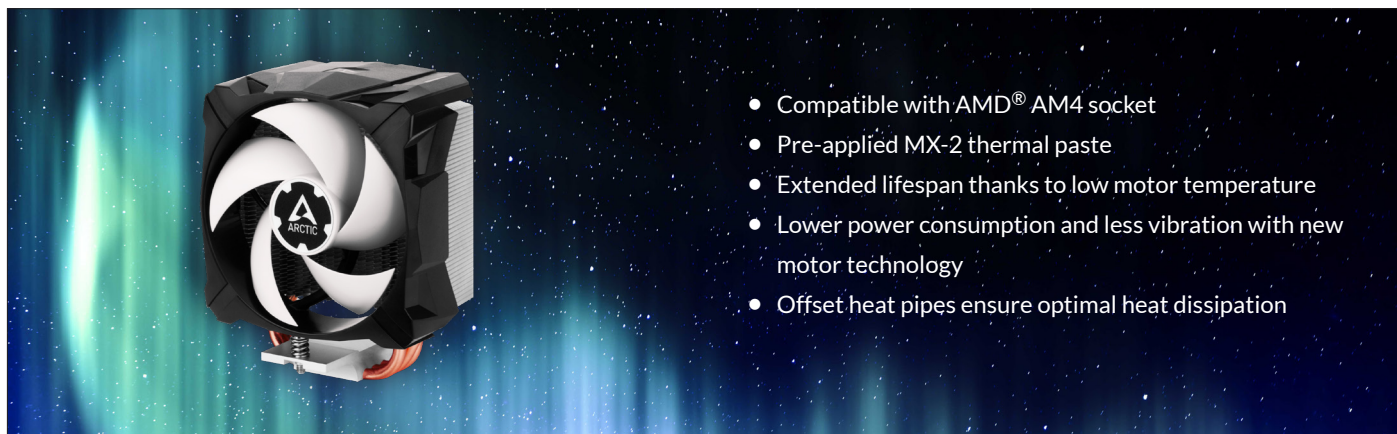 ARCTIC
● Compatible with AMD® AM4 socket
● Pre-applied MX-2 thermal paste
● Extended lifespan thanks to low motor temperature
● Lower power consumption and less vibration with new
motor technology
● Offset heat pipes ensure optimal heat dissipation